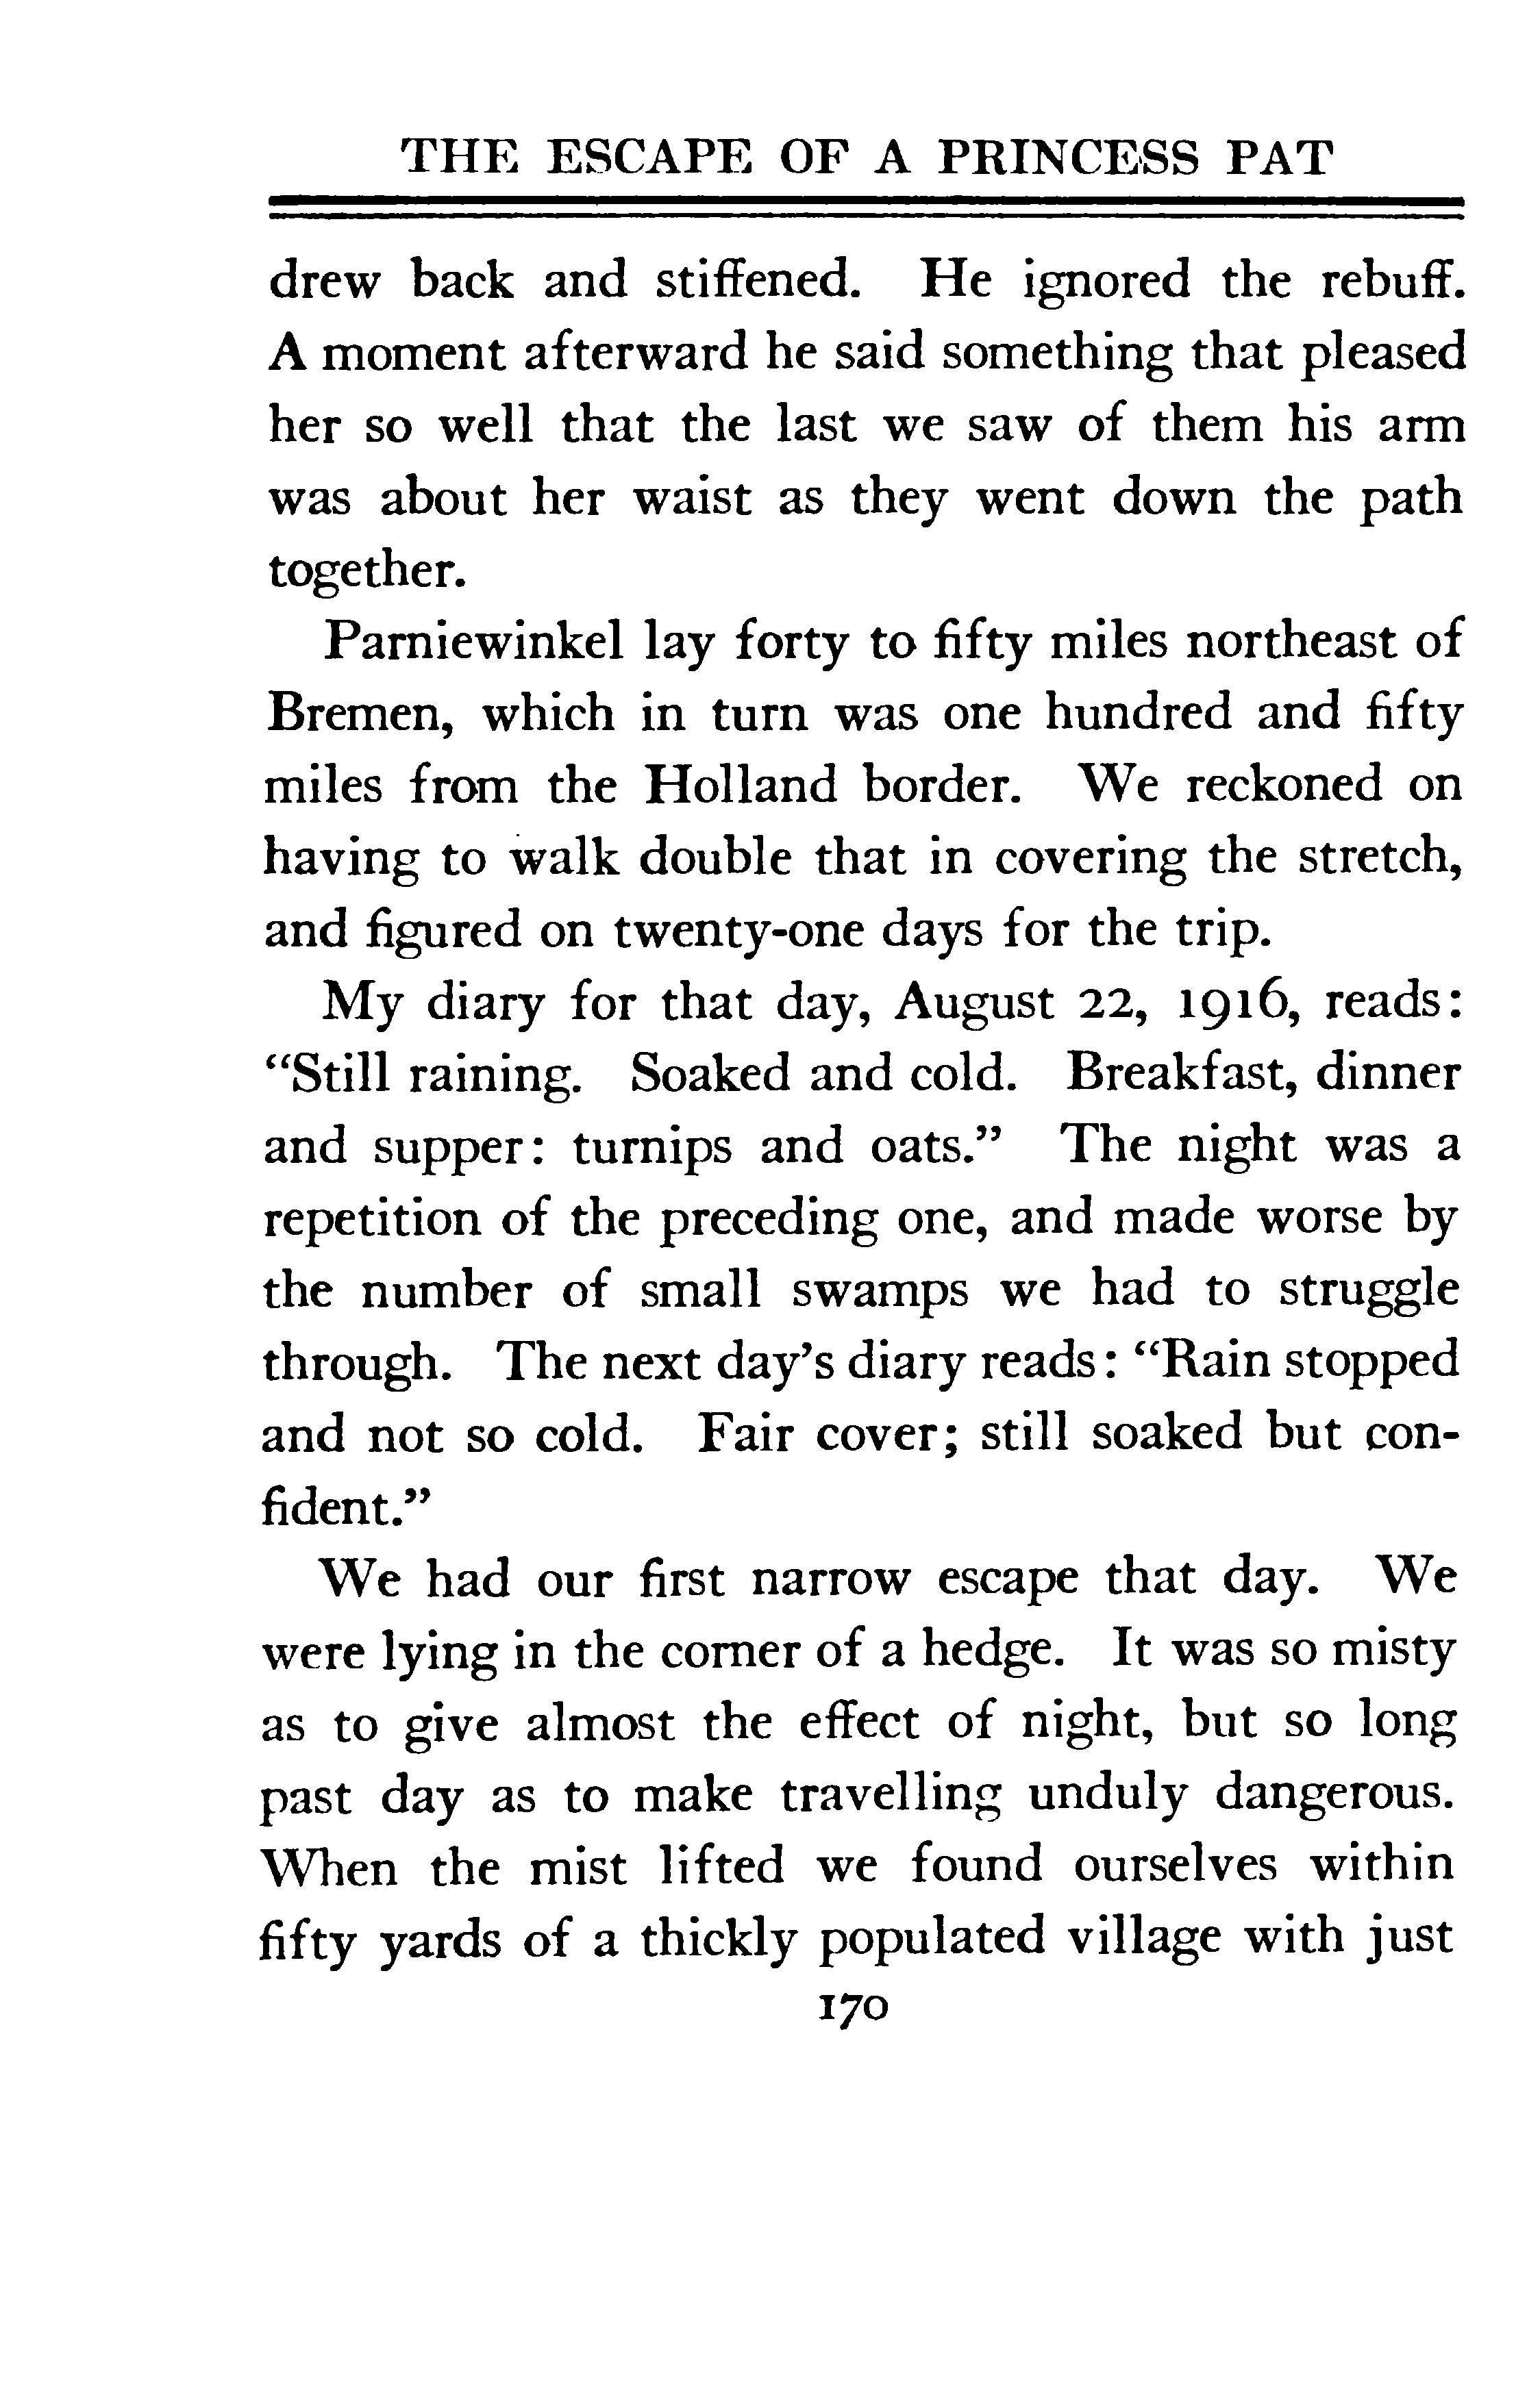 THE ESCAPE OF A PRINCESS PAT
drew back and stiffened. He ignored the rebuff.
A moment afterward he said something that pleased
her so well that the last we saw of them his arm
was about her waist as they went down the path
together.
Parniewinkel lay forty to fifty miles northeast of
Bremen, which in turn was one hundred and fifty
miles from the Holland border. We reckoned on
having to walk double that in covering the stretch,
and figured on twenty-one days for the trip.
My diary for that day, August 22, 1916, reads:
“Still raining. Soaked and cold. Breakfast, dinner
and supper: turnips and oats.” The night was a
repetition of the preceding one, and made worse by
the number of small swamps we had to struggle
through. The next day’s diary reads: “Rain stopped
and not so cold. Fair cover; still soaked but con-
fident.”
We had our first narrow escape that day. We
were lying in the corner of a hedge. It was so misty
as to give almost the effect of night, but so long
past day as to make travelling unduly dangerous.
When the mist lifted we found ourselves within
fifty yards of a thickly populated village with just
170